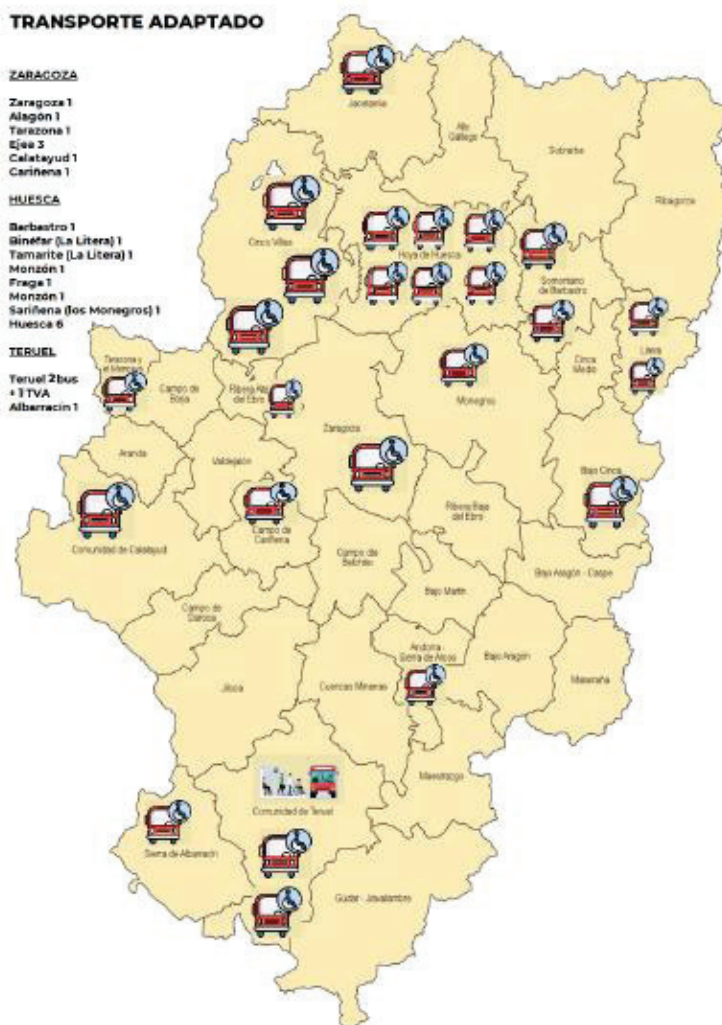 TRANSPORTE ADAPTADO
ZARAGOZA
Zaragoza 1
Alagón 1
Tarazona 1
Ejea 3
Calatayud 1
Cariñena 1
HUESCA
Barbastro 1
Binéfar (La Litera) 1
Tamarite (La Litera) 1
Monzón 1
Fraga 1
Monzón 1
Sariñena (los Monegros) 1
Huesca 6
TERUEL
Teruel 2 bus
+ 1 TVA
Albarracín 1
Jacetania
Alto
Gállego
Sobrarbe
Ribagorza
Cinco Villas
Hoya de Huesca
Somontano
de Barbastro
Cinca
Medio
Litera
Tarazona y
el Moncayo
Campo de
Borja
Ribera Alta
del Ebro
Monegros
Zaragoza
Aranda
Valdejalón
Bajo Cinca
Ribera Baja
del Ebro
Comunidad de Calatayud
Campo de
Cariñena
Campo de
Belchite
Bajo Aragón - Caspe
Bajo Martín
Campo de
Daroca
Andorra -
Sierra de Arcos
Bajo Aragón
Matarraña
Jiloca
Cuencas Mineras
Maestrazgo
Comunidad de Teruel
Sierra de Albarracín
Gúdar - Javalambre